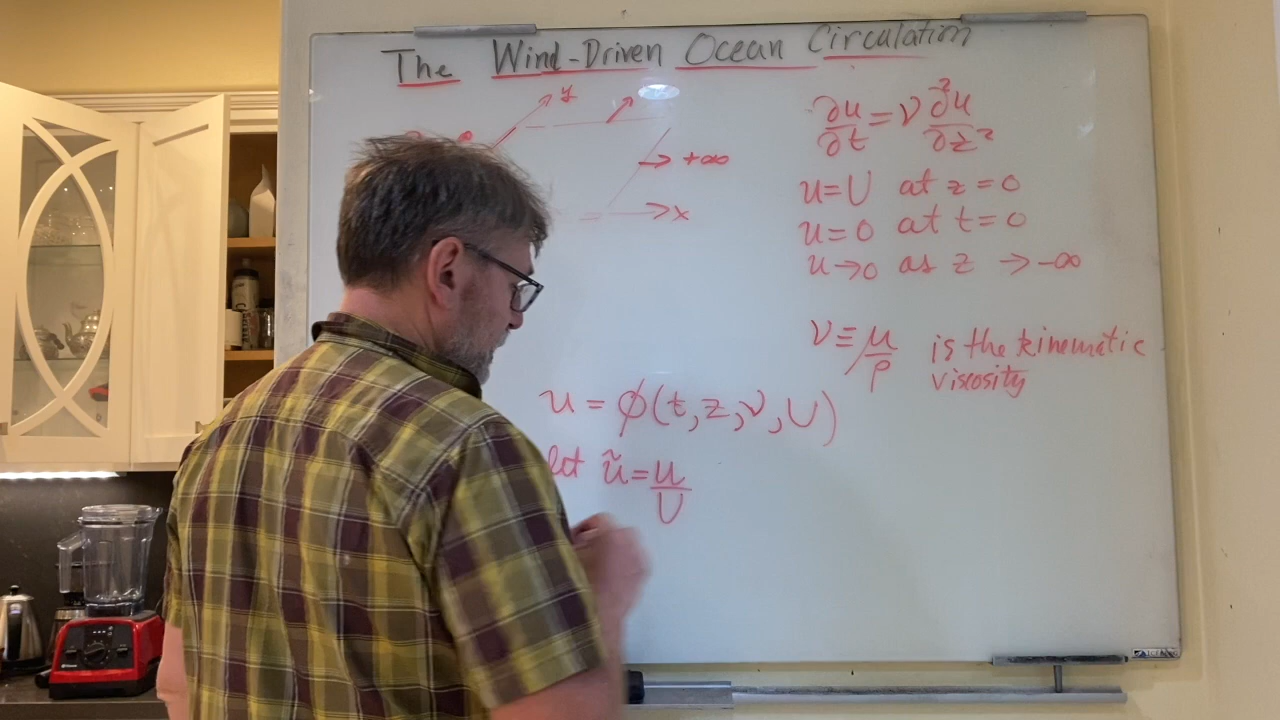 The Wind-Driven Ocean Circulation
y
+∞
x
∂u/∂t = ν ∂²u/∂z²
u=U at z=0
u=0 at t=0
u→0 as z →-∞
ν≡μ/ρ is the kinematic
viscosity
u = ϕ(t,z,ν,U)
let ũ=u/U